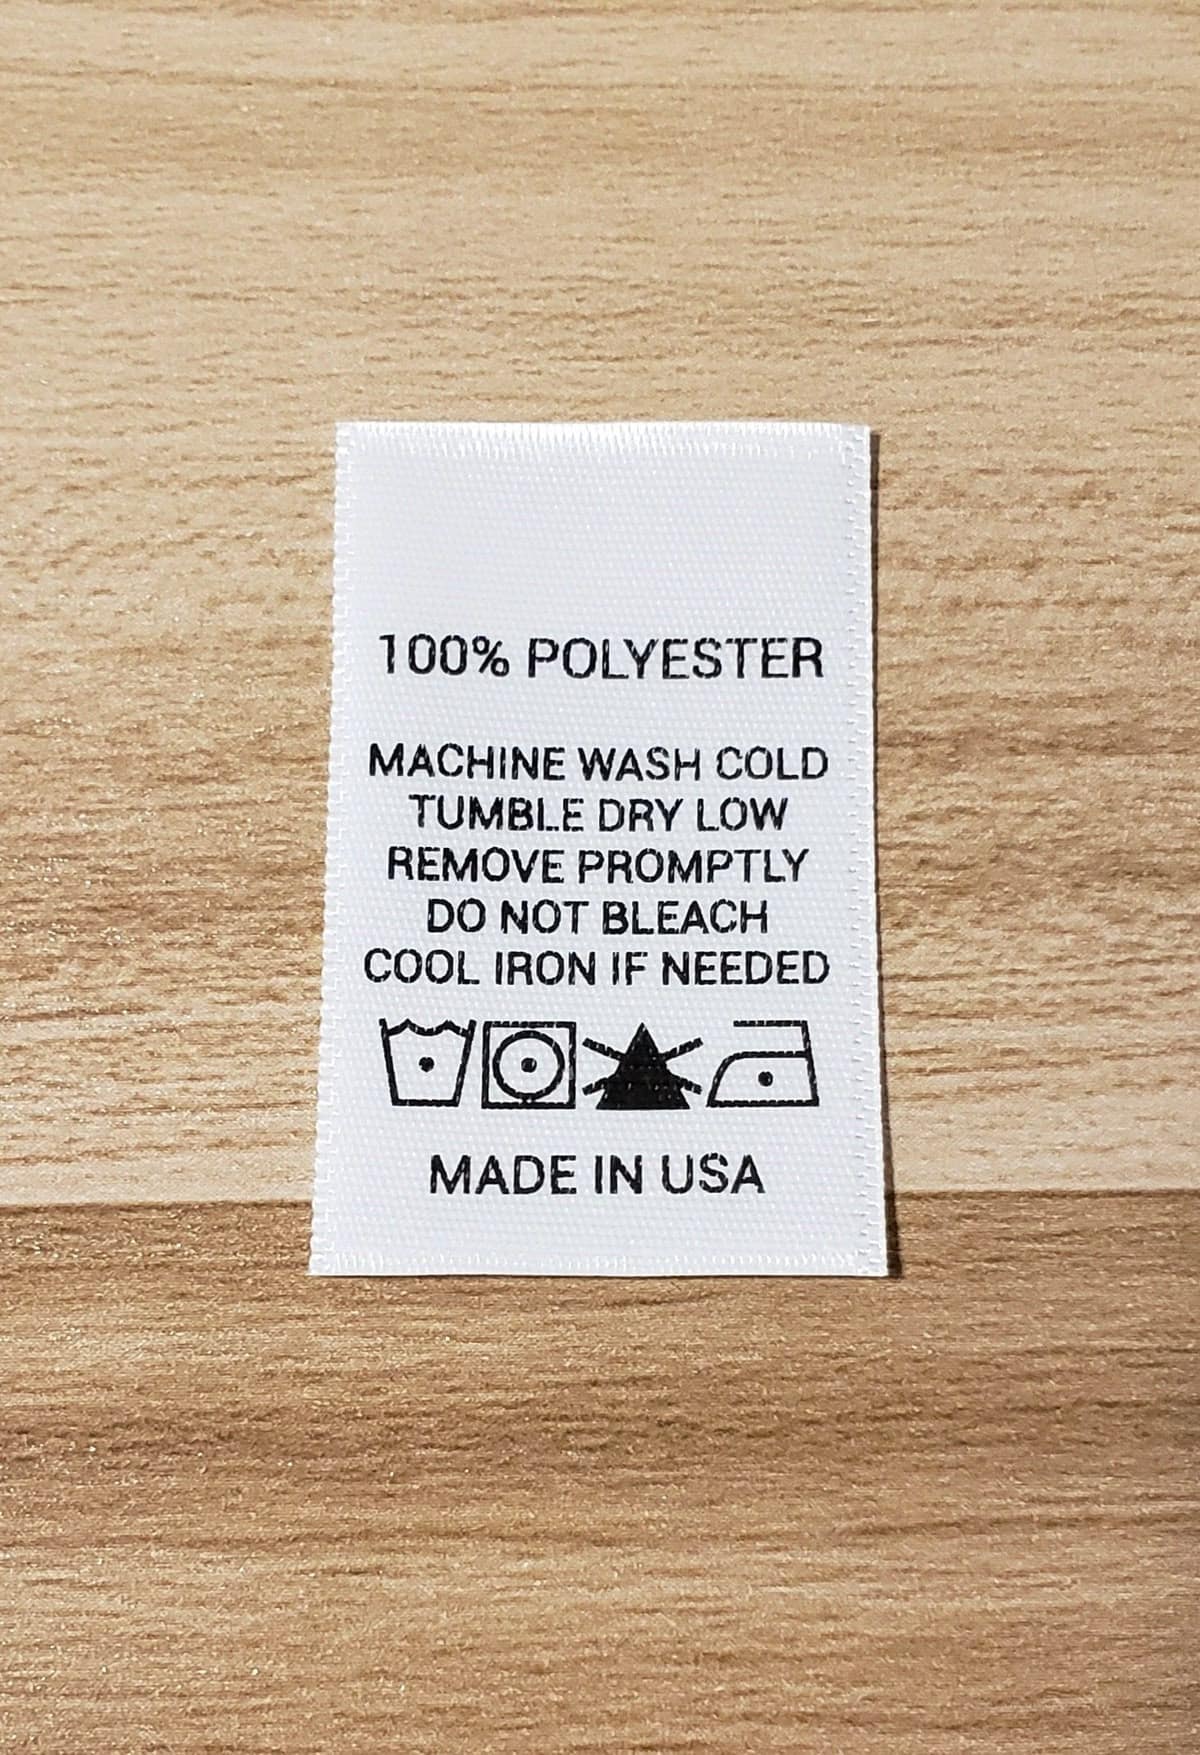 100% POLYESTER
MACHINE WASH COLD
TUMBLE DRY LOW
REMOVE PROMPTLY
DO NOT BLEACH
COOL IRON IF NEEDED
MADE IN USA